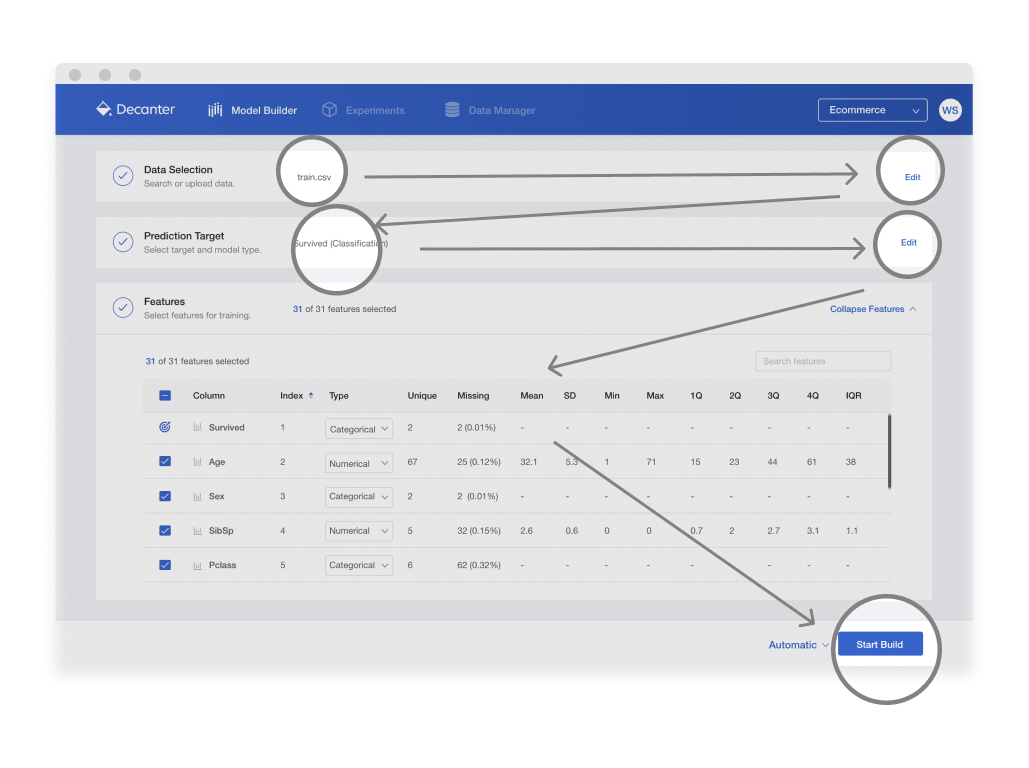 Decanter Model Builder Experiments Data Manager Ecommerce WS
Data Selection
Search or upload data.
train.csv
Edit
Prediction Target
Select target and model type.
Survived (Classification)
Edit
Features
Select features for training.
31 of 31 features selected
Collapse Features
31 of 31 features selected
Search features
Column Index Type Unique Missing Mean SD Min Max 1Q 2Q 3Q 4Q IQR
Survived 1 Categorical 2 2 (0.01%) - - - - - - - - -
Age 2 Numerical 67 25 (0.12%) 32.1 5.3 1 71 15 23 44 61 38
Sex 3 Categorical 2 2 (0.01%) - - - - - - - - -
SibSp 4 Numerical 5 32 (0.15%) 2.6 0.6 0 0 0.7 2 2.7 3.1 1.1
Pclass 5 Categorical 6 62 (0.32%) - - - - - - - - -
Automatic Start Build